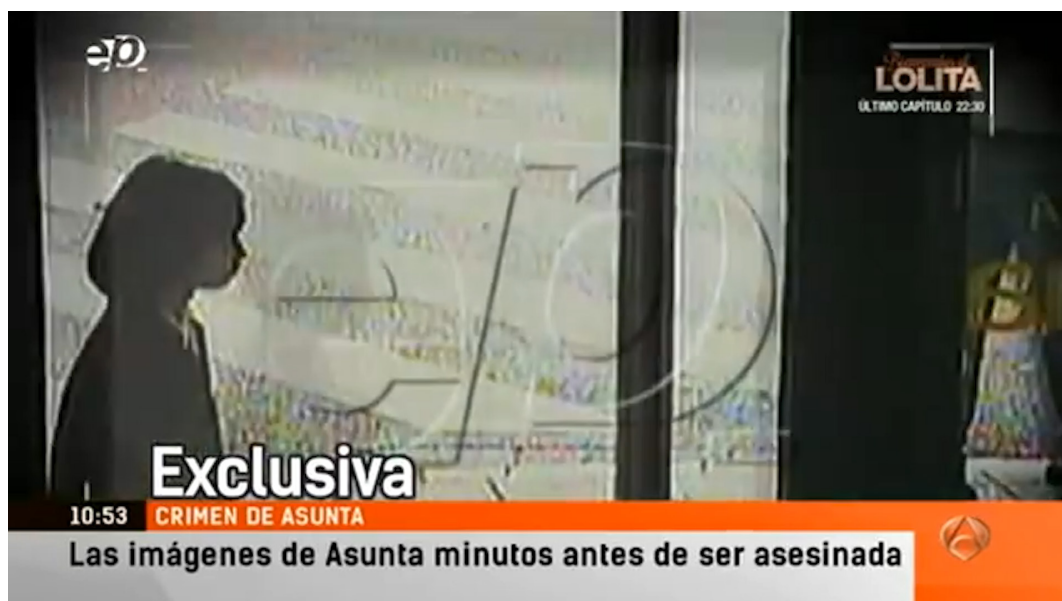 ep
LOLITA
ÚLTIMO CAPÍTULO 22:30
Exclusiva
10:53 CRIMEN DE ASUNTA
Las imágenes de Asunta minutos antes de ser asesinada